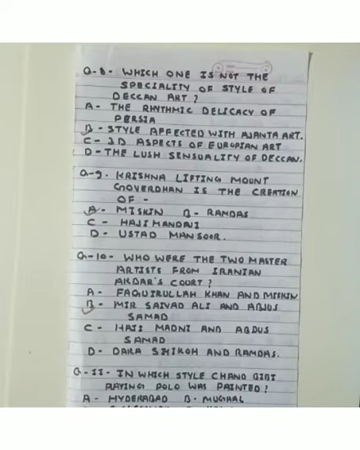 Q-8- WHICH ONE IS NOT THE
SPECIALITY OF STYLE OF
DECCAN ART?
A- THE RHYTHMIC DELICACY OF
PERSIA
B- STYLE AFFECTED WITH AJANTA ART.
C- 3D ASPECTS OF EUROPIAN ART
D- THE LUSH SENSUALITY OF DECCAN.
Q-9- KRISHNA LIFTING MOUNT
GOVERDHAN IS THE CREATION
OF -
A- MISKIN B- RAMDAS
C- HAJI MADNI
D- USTAD MANSOOR.
Q-10- WHO WERE THE TWO MASTER
ARTISTS FROM IRANIAN
AKBAR'S COURT?
A- FAQUIRULLAH KHAN AND MISKIN
B- MIR SAIYAD ALI AND ABDUS
SAMAD
C- HAJI MADNI AND ABDUS
SAMAD
D- DARA SHIKOH AND RAMDAS.
Q-11- IN WHICH STYLE CHAND BIBI
PLAYING POLO WAS PAINTED?
A- HYDERABAD B- MUGHAL